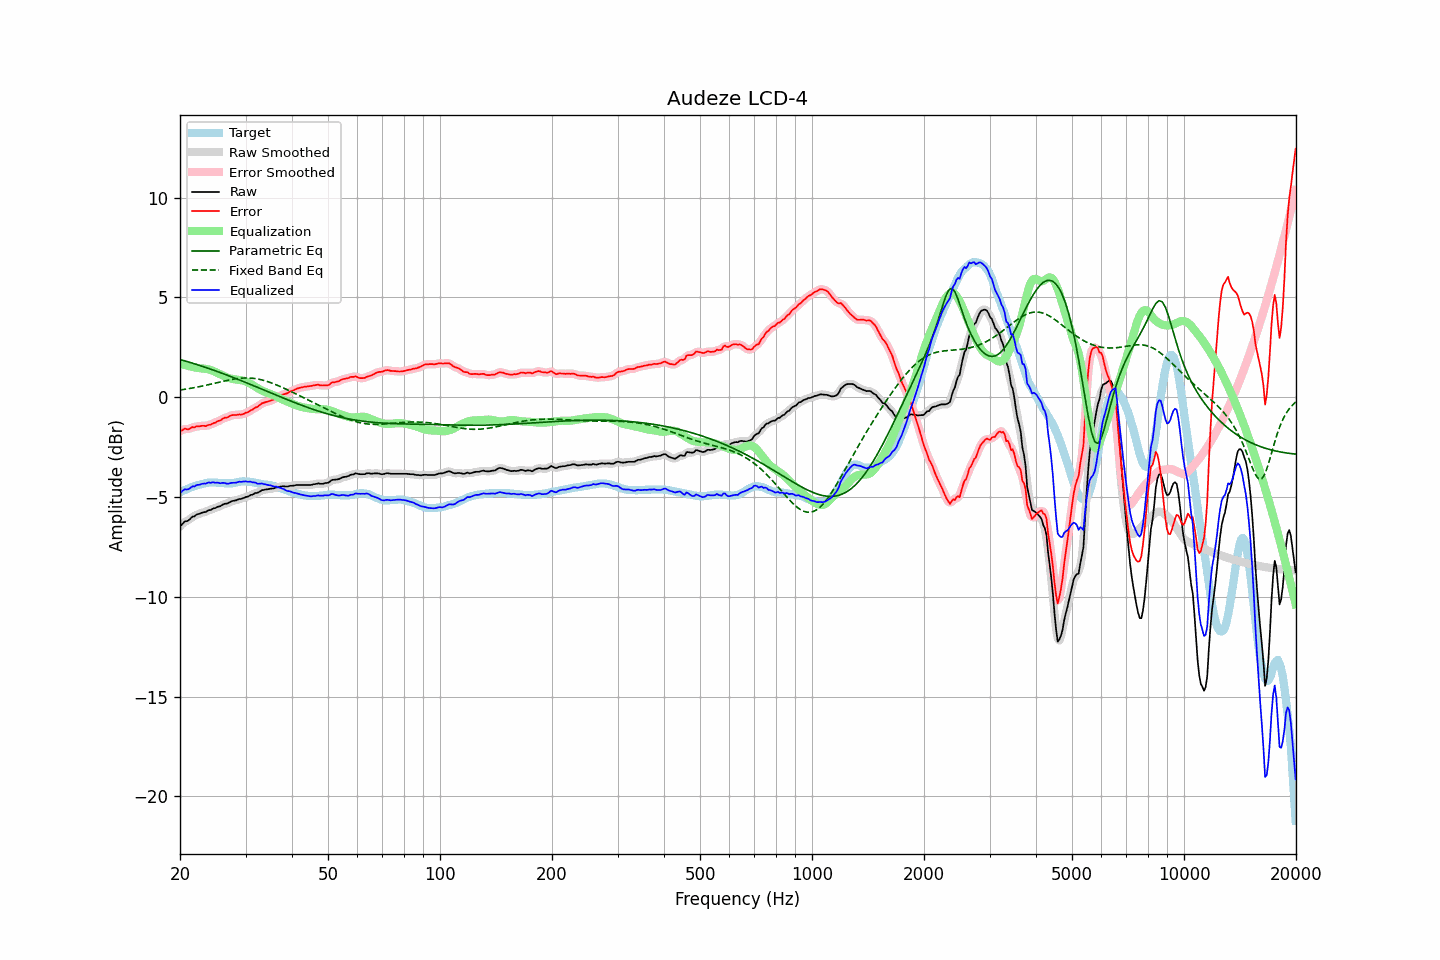 Audeze LCD-4
Target
Raw Smoothed
Error Smoothed
Raw
Error
Equalization
Parametric Eq
Fixed Band Eq
Equalized
10
5
0
−5
−10
−15
−20
Amplitude (dBr)
20 50 100 200 500 1000 2000 5000 10000 20000
Frequency (Hz)